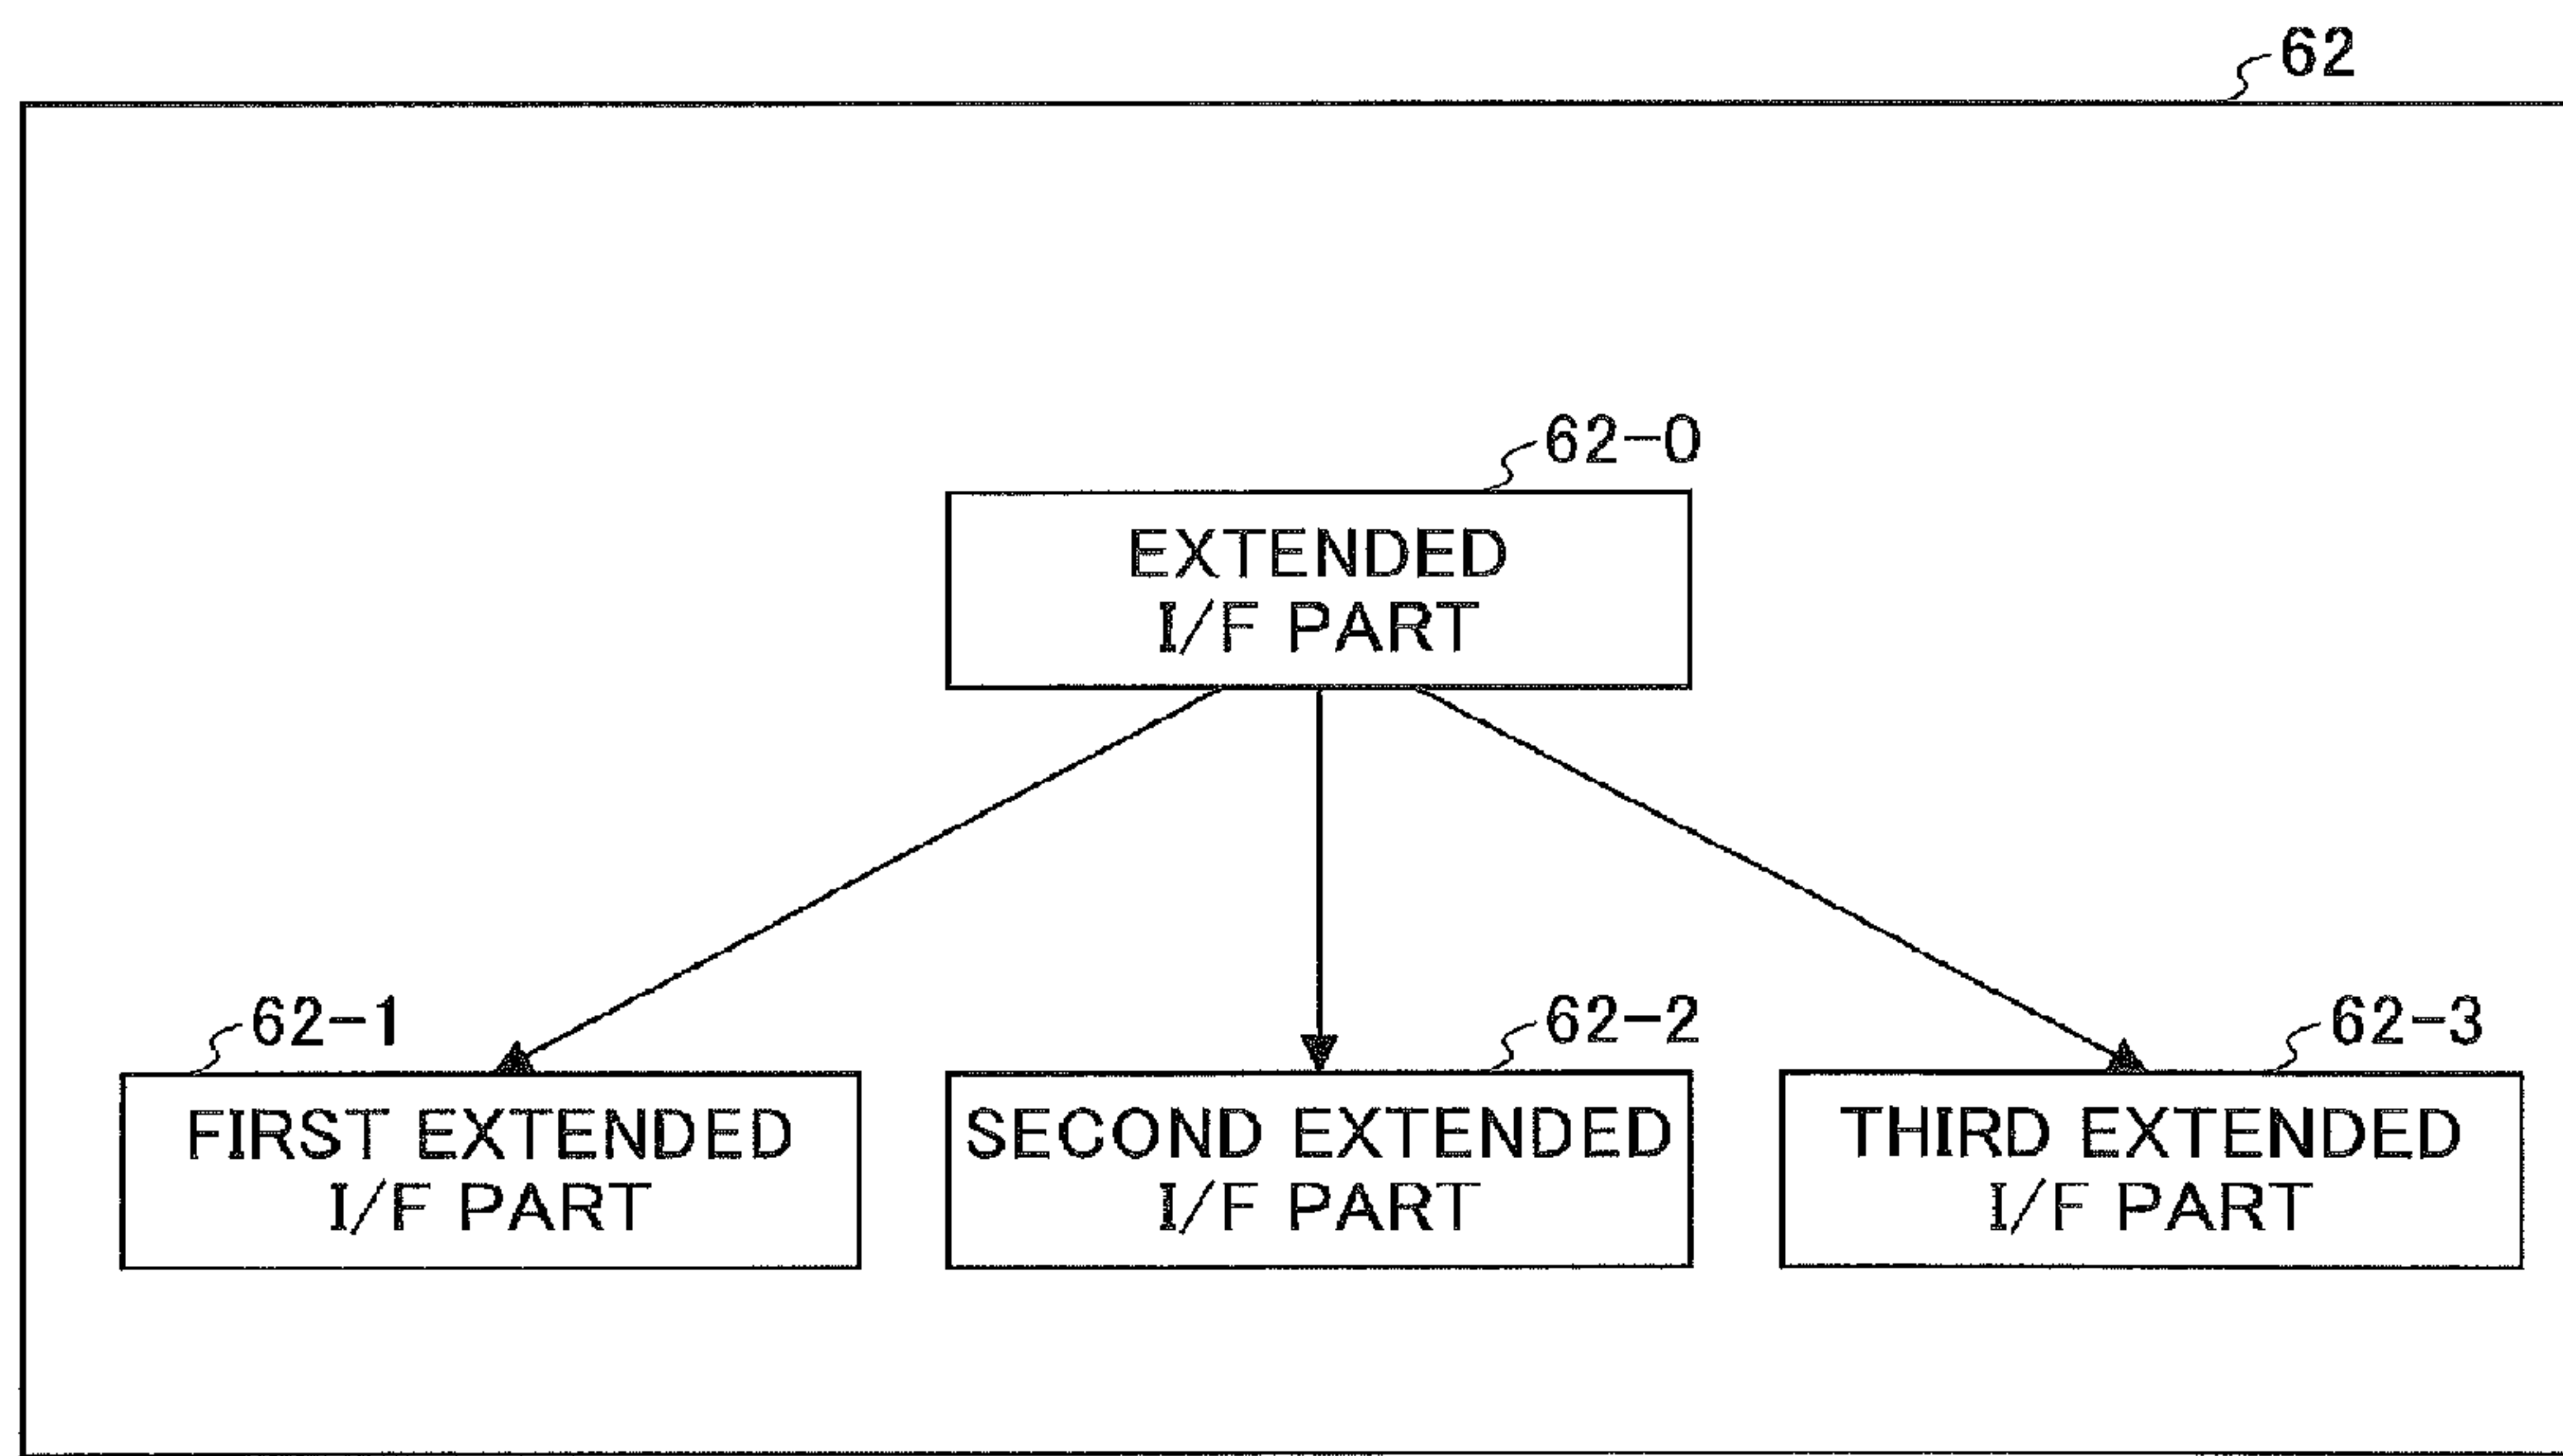 62
62-0
EXTENDED
I/F PART
62-1
62-2
62-3
FIRST EXTENDED
I/F PART
SECOND EXTENDED
I/F PART
THIRD EXTENDED
I/F PART